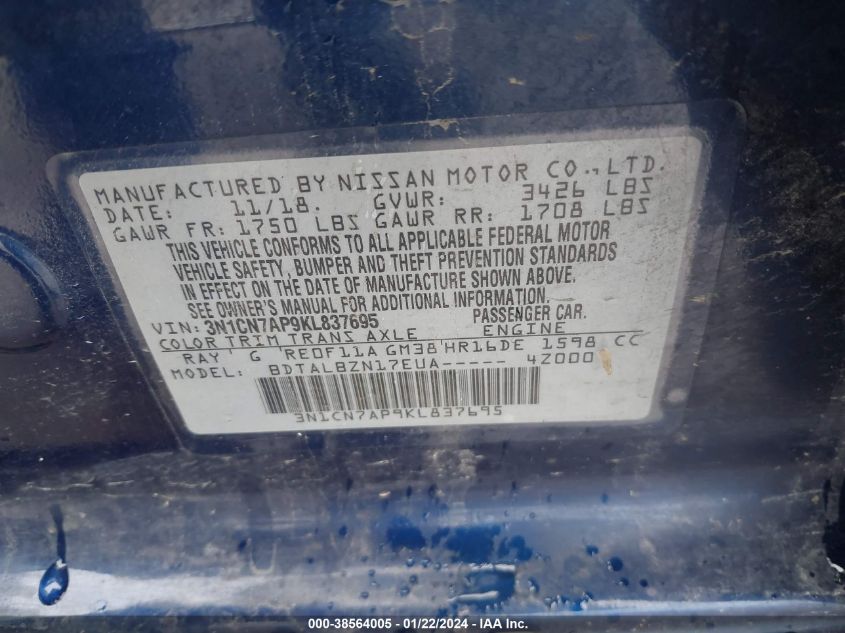 MANUFACTURED BY NISSAN MOTOR CO., LTD.
DATE: 11/18. GVWR: 3426 LBS
GAWR FR: 1750 LBS GAWR RR: 1708 LBS
THIS VEHICLE CONFORMS TO ALL APPLICABLE FEDERAL MOTOR
VEHICLE SAFETY, BUMPER AND THEFT PREVENTION STANDARDS
IN EFFECT ON THE DATE OF MANUFACTURE SHOWN ABOVE.
SEE OWNER'S MANUAL FOR ADDITIONAL INFORMATION.
VIN: 3N1CN7AP9KL837695 PASSENGER CAR.
COLOR TRIM TRANS AXLE ENGINE
RAY G RE0F11A GM38 HR16DE 1598 CC
MODEL: BDTALBZN17EUA----- 42000
3N1CN7AP9KL837695
000-38564005 - 01/22/2024 - IAA Inc.